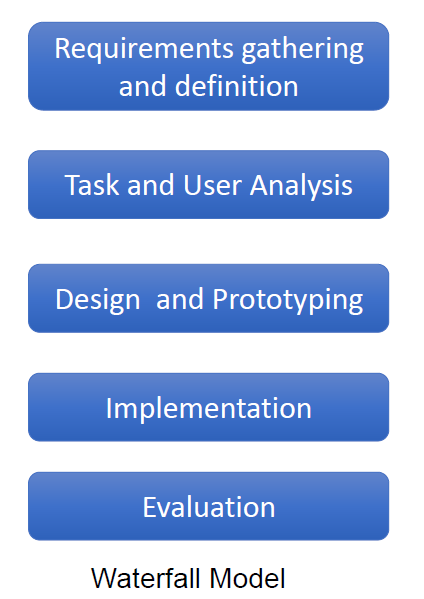 Requirements gathering
and definition
Task and User Analysis
Design  and Prototyping
Implementation
Evaluation
Waterfall Model